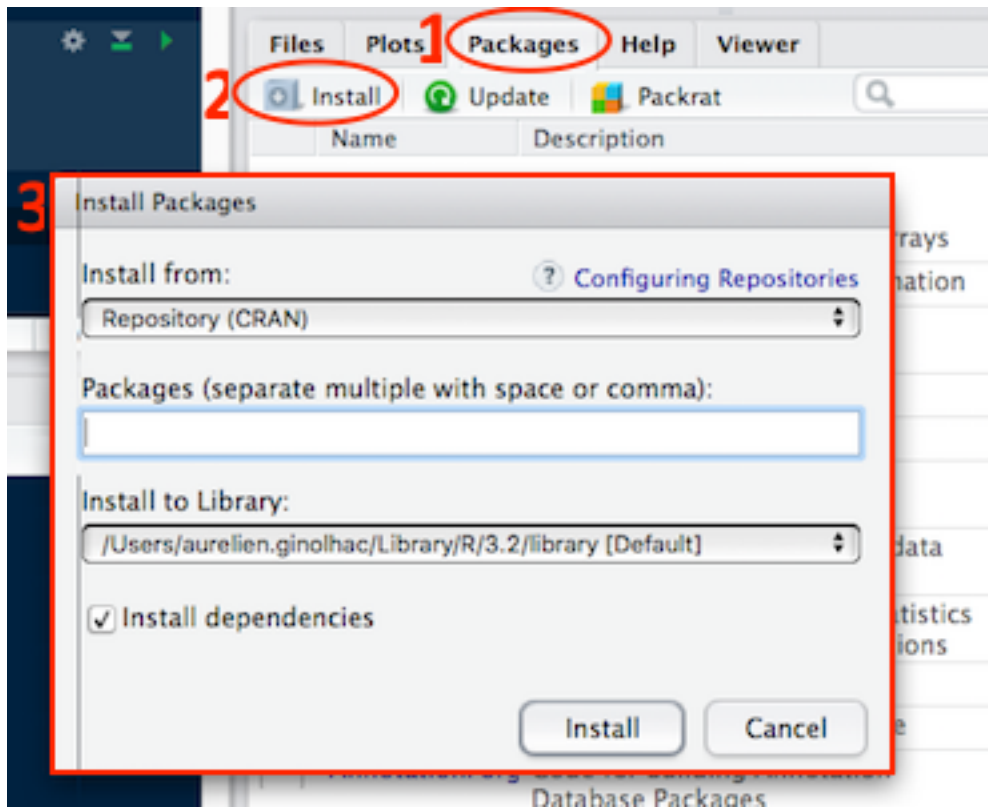 1
Files Plots Packages Help Viewer
2
Install Update Packrat
Name Description
3
Install Packages
rays
nation
Install from: ? Configuring Repositories
Repository (CRAN)
Packages (separate multiple with space or comma):
Install to Library:
/Users/aurelien.ginolhac/Library/R/3.2/library [Default]
data
Install dependencies
tistics
ions
Install Cancel
Database Packages